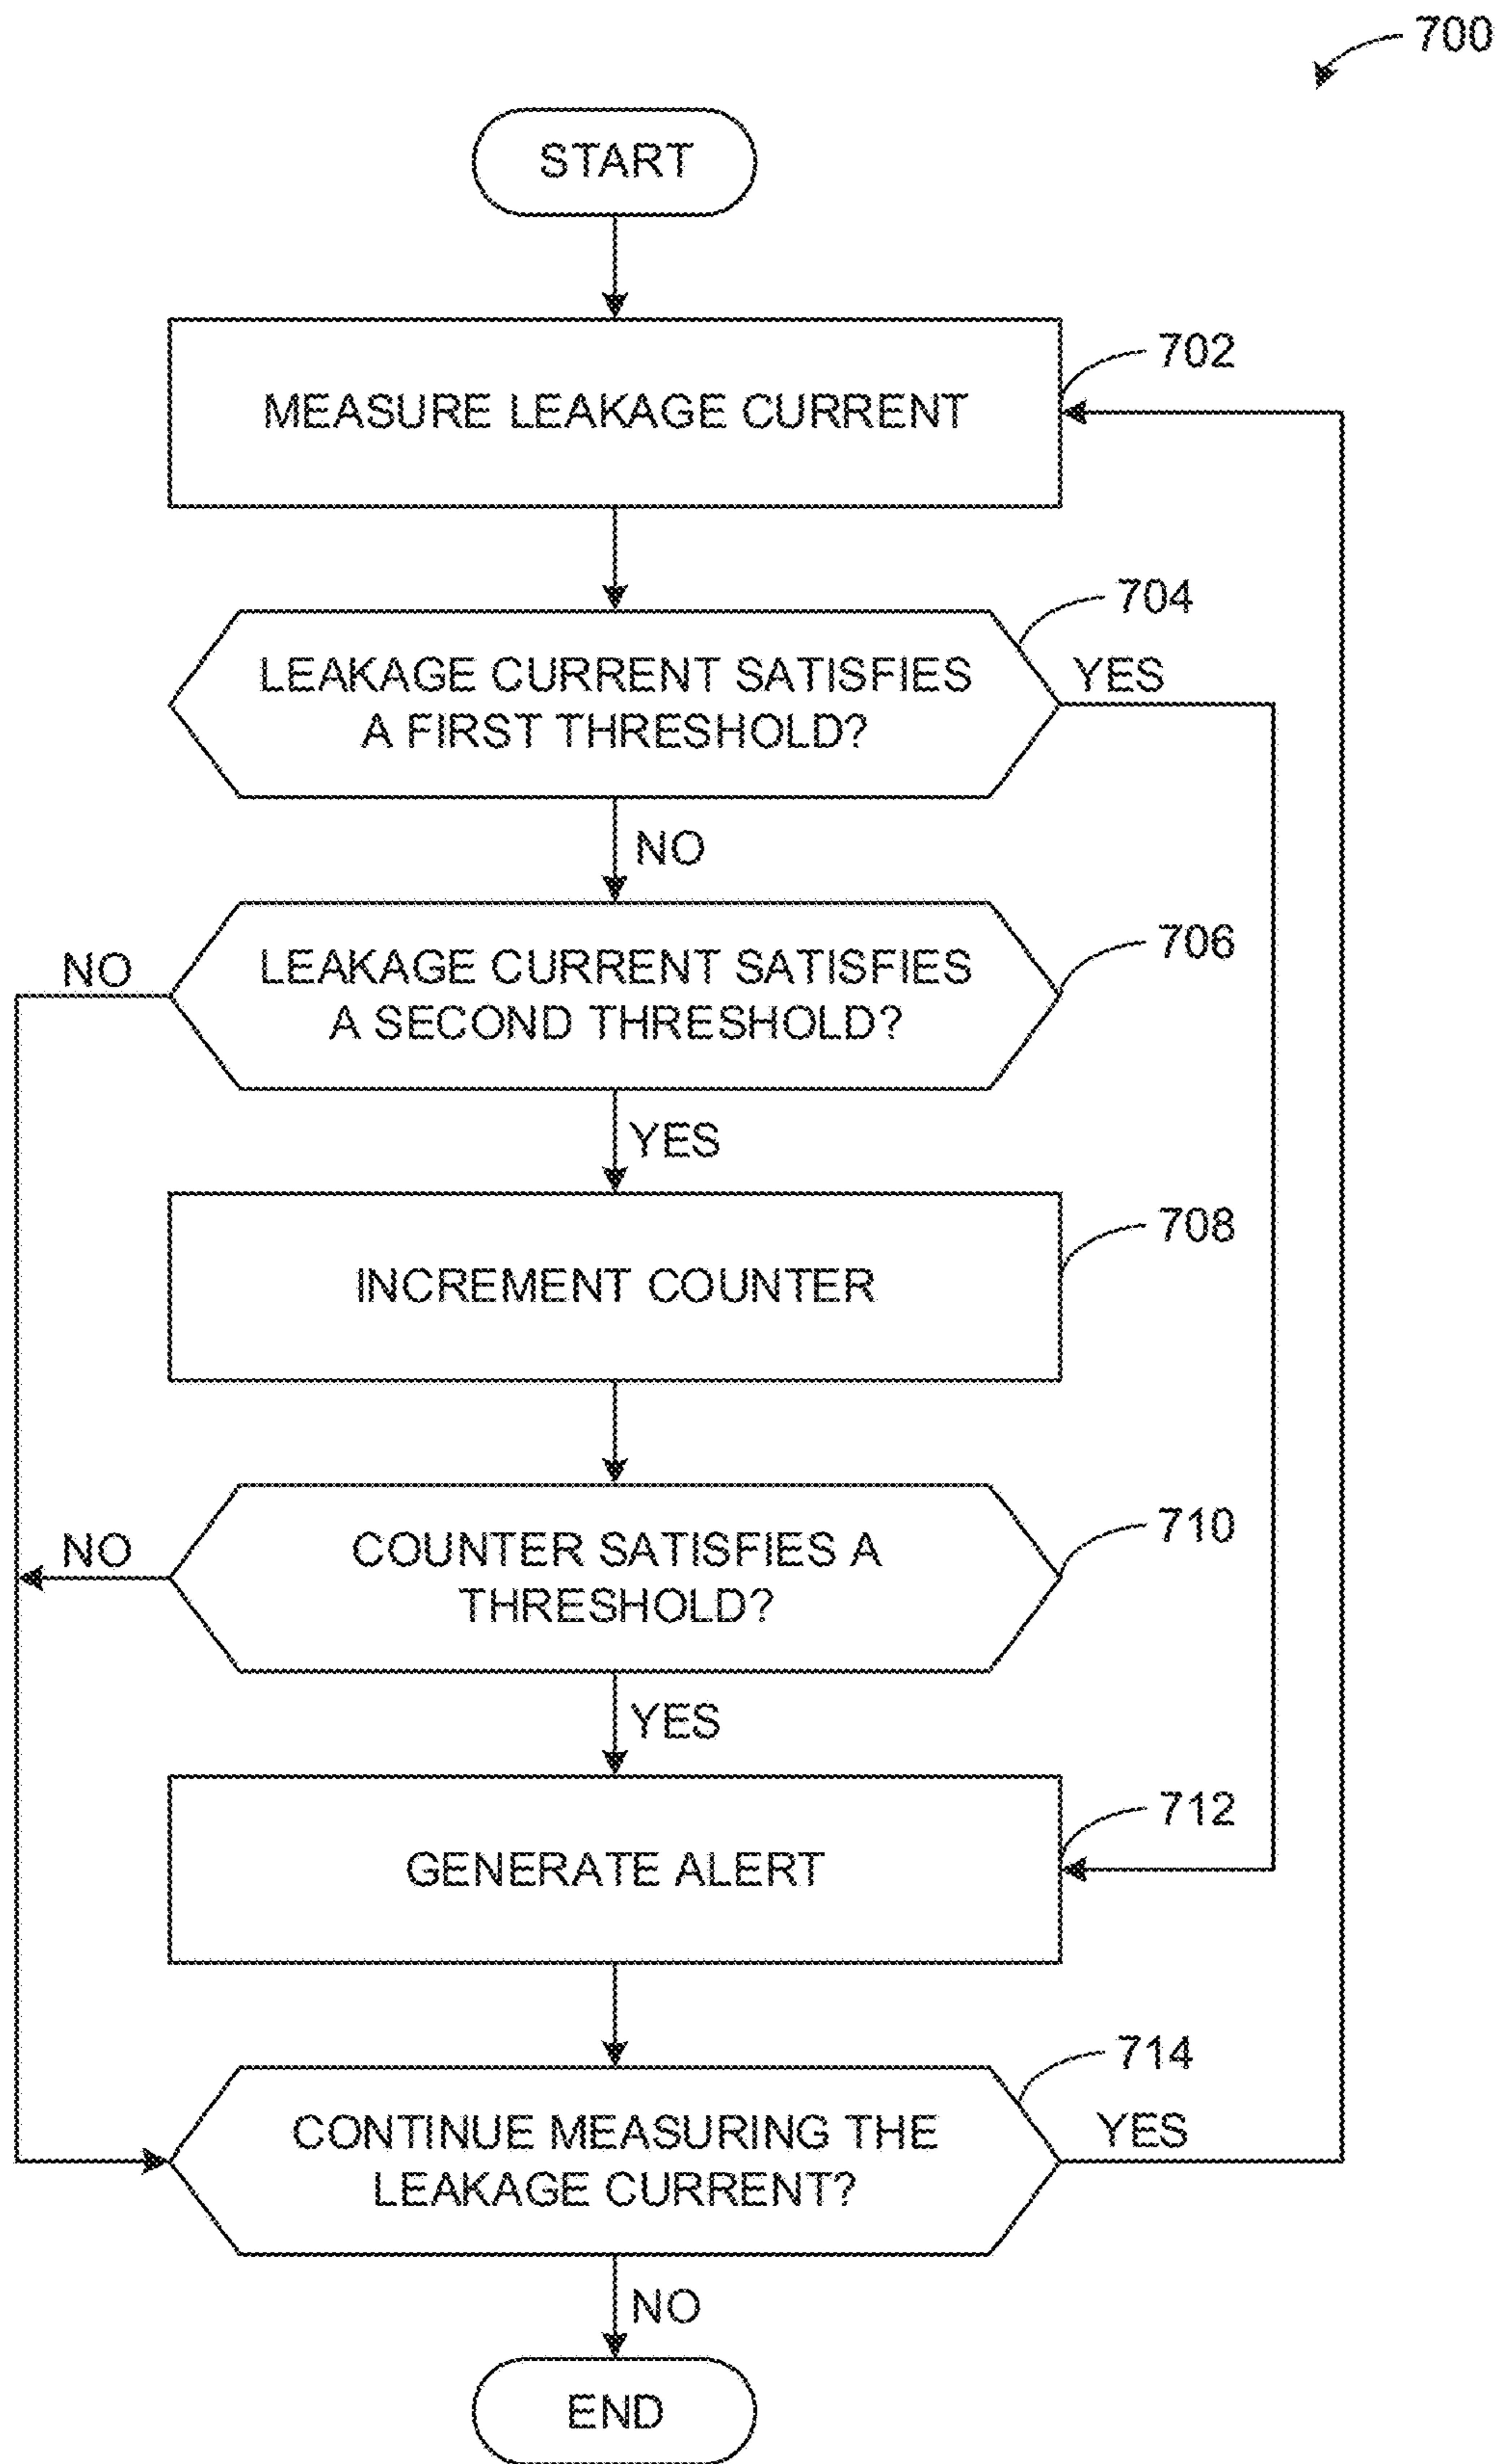 700
START
702
MEASURE LEAKAGE CURRENT
704
LEAKAGE CURRENT SATISFIES
A FIRST THRESHOLD?
YES
NO
706
LEAKAGE CURRENT SATISFIES
A SECOND THRESHOLD?
NO
YES
708
INCREMENT COUNTER
710
COUNTER SATISFIES A
THRESHOLD?
NO
YES
712
GENERATE ALERT
714
CONTINUE MEASURING THE
LEAKAGE CURRENT?
YES
NO
END